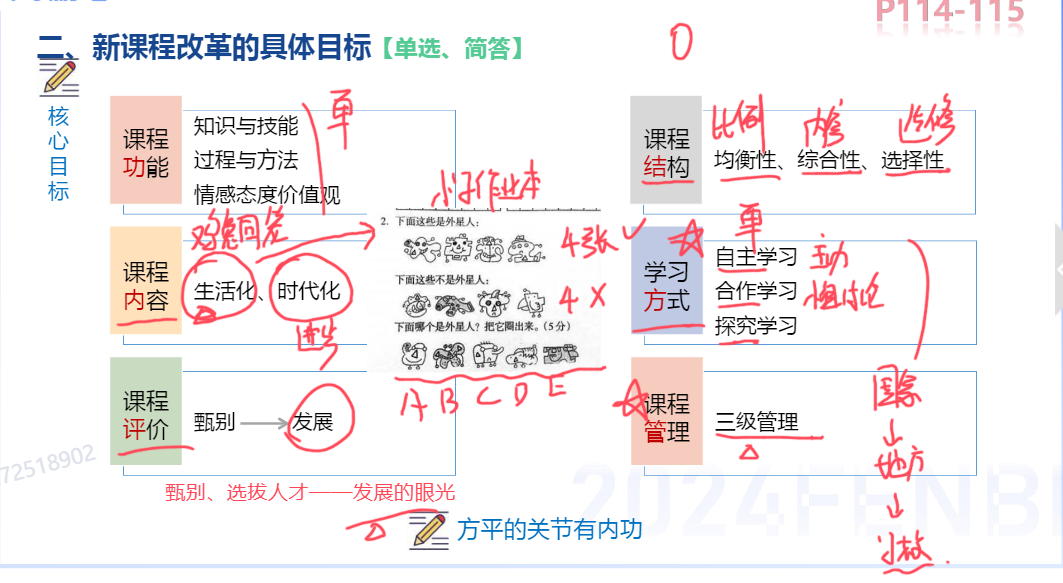 P114-115
二、新课程改革的具体目标【单选、简答】
核心目标
课程功能
知识与技能
过程与方法
情感态度价值观
单
课程结构
比例
内容
选修
均衡性、综合性、选择性
小学作业本
2. 下面这些是外星人：
4张 √
下面这些不是外星人：
4 X
下面哪个是外星人？把它圈出来。（5分）
A B C D E
课程内容
鸡兔同笼
生活化、时代化
进步
学习方式
单
自主学习 主动
合作学习
探究学习
课程评价
甄别
发展
课程管理
三级管理
国家
地方
甄别、选拔人才——发展的眼光
方平的关节有内功
72518902